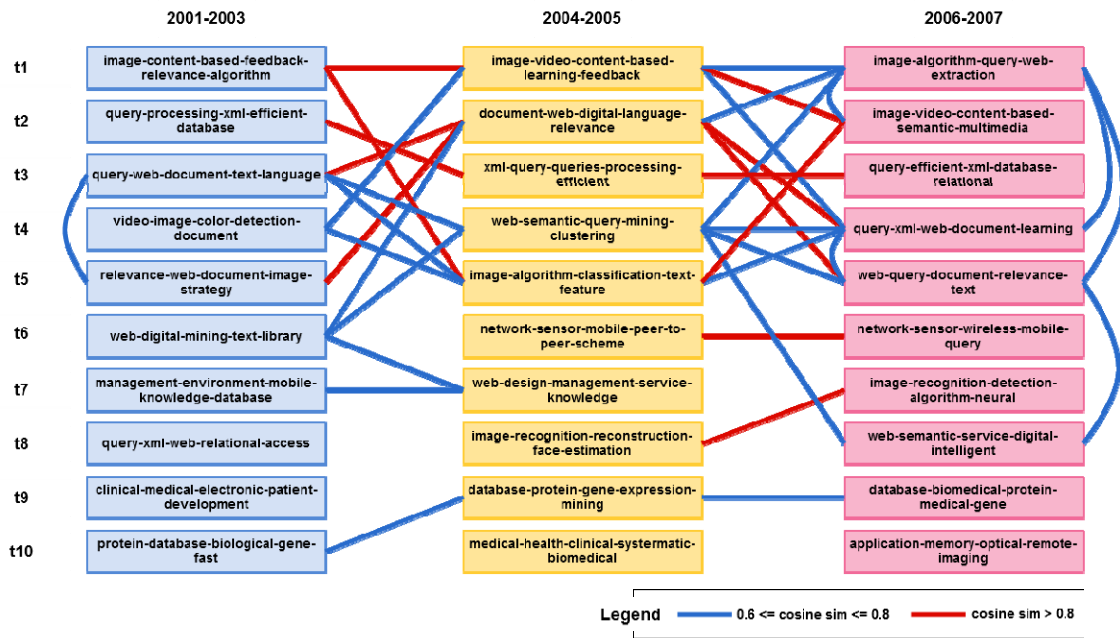 2001-2003 2004-2005 2006-2007
t1
image-content-based-feedback-
relevance-algorithm
image-video-content-based-
learning-feedback
image-algorithm-query-web-
extraction
t2
query-processing-xml-efficient-
database
document-web-digital-language-
relevance
image-video-content-based-
semantic-multimedia
t3
query-web-document-text-language
xml-query-queries-processing-
efficient
query-efficient-xml-database-
relational
t4
video-image-color-detection-
document
web-semantic-query-mining-
clustering
query-xml-web-document-learning
t5
relevance-web-document-image-
strategy
image-algorithm-classification-text-
feature
web-query-document-relevance-
text
t6
web-digital-mining-text-library
network-sensor-mobile-peer-to-
peer-scheme
network-sensor-wireless-mobile-
query
t7
management-environment-mobile-
knowledge-database
web-design-management-service-
knowledge
image-recognition-detection-
algorithm-neural
t8
query-xml-web-relational-access
image-recognition-reconstruction-
face-estimation
web-semantic-service-digital-
intelligent
t9
clinical-medical-electronic-patient-
development
database-protein-gene-expression-
mining
database-biomedical-protein-
medical-gene
t10
protein-database-biological-gene-
fast
medical-health-clinical-systermatic-
biomedical
application-memory-optical-remote-
imaging
Legend 0.6 <= cosine sim <= 0.8 cosine sim > 0.8